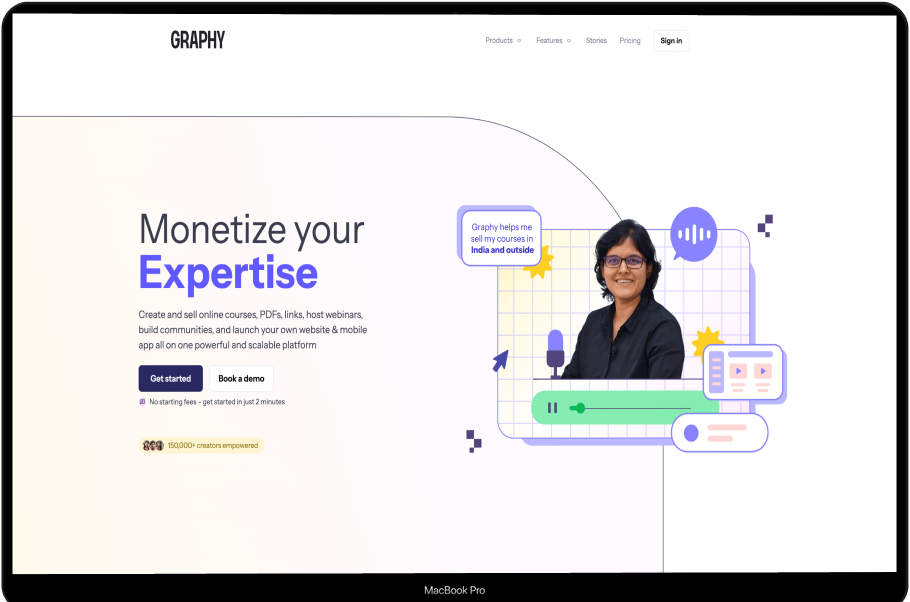 GRAPHY
Products
Features
Stories
Pricing
Sign in
Monetize your
Expertise
Create and sell online courses, PDFs, links, host webinars,
build communities, and launch your own website & mobile
app all on one powerful and scalable platform
Get started
Book a demo
No starting fees – get started in just 2 minutes
150,000+ creators empowered
Graphy helps me
sell my courses in
India and outside
MacBook Pro